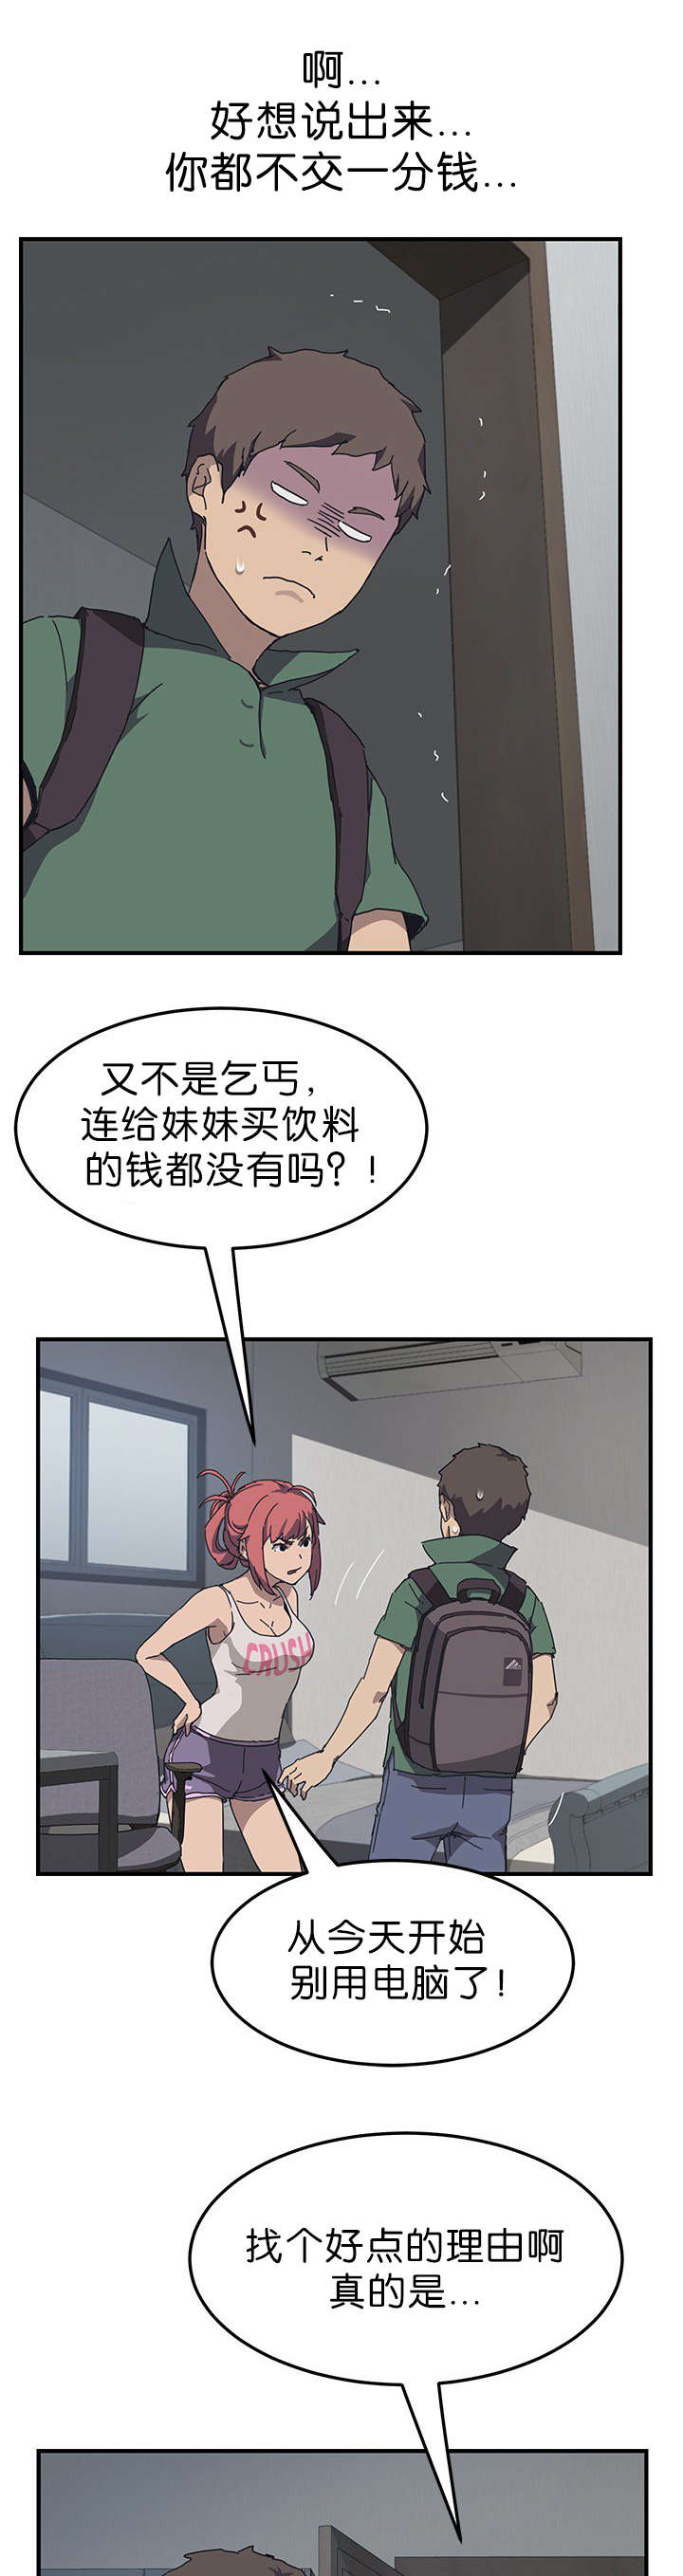 啊...
好想说出来...
你都不交一分钱...
又不是乞丐,
连给妹妹买饮料
的钱都没有吗?!
CRUSH
从今天开始
别用电脑了!
找个好点的理由啊
真的是...